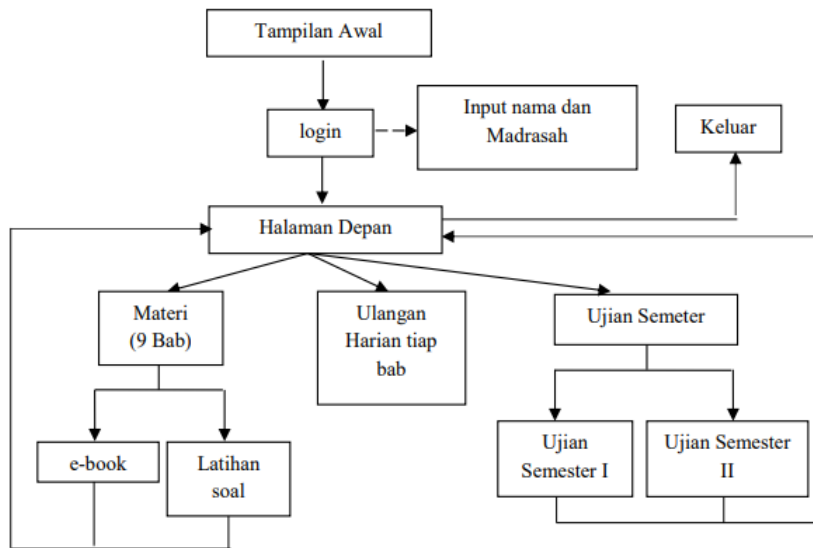 Tampilan Awal
login
Input nama dan
Madrasah
Keluar
Halaman Depan
Materi
(9 Bab)
Ulangan
Harian tiap
bab
Ujian Semeter
e-book
Latihan
soal
Ujian
Semester I
Ujian Semester
II